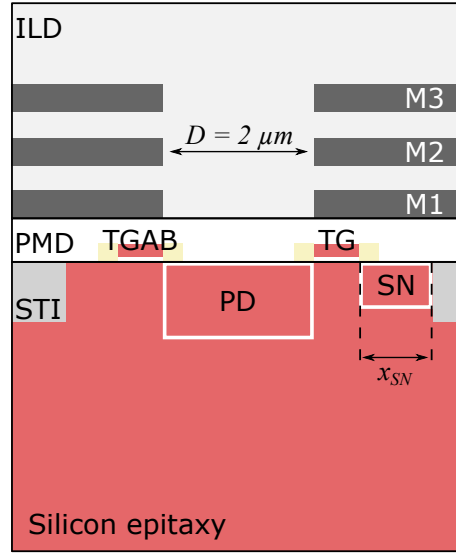 ILD
M3
D = 2 μm
M2
M1
TGAB
TG
PMD
SN
PD
STI
x_SN
Silicon epitaxy